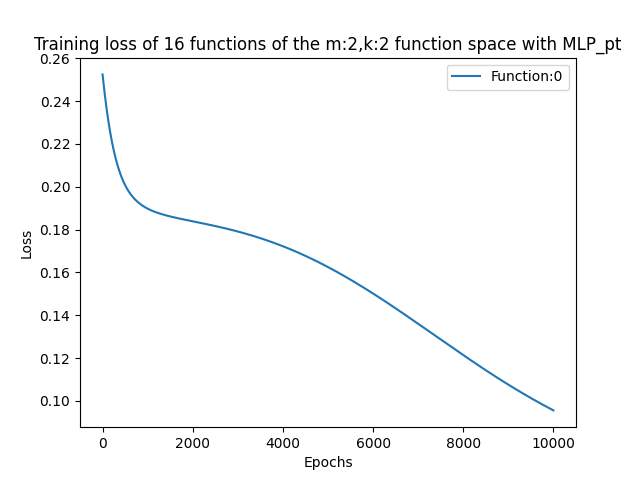 Training loss of 16 functions of the m:2,k:2 function space with MLP_pt
0.26
0.24
0.22
0.20
0.18
0.16
0.14
0.12
0.10
Loss
Function:0
0 2000 4000 6000 8000 10000
Epochs